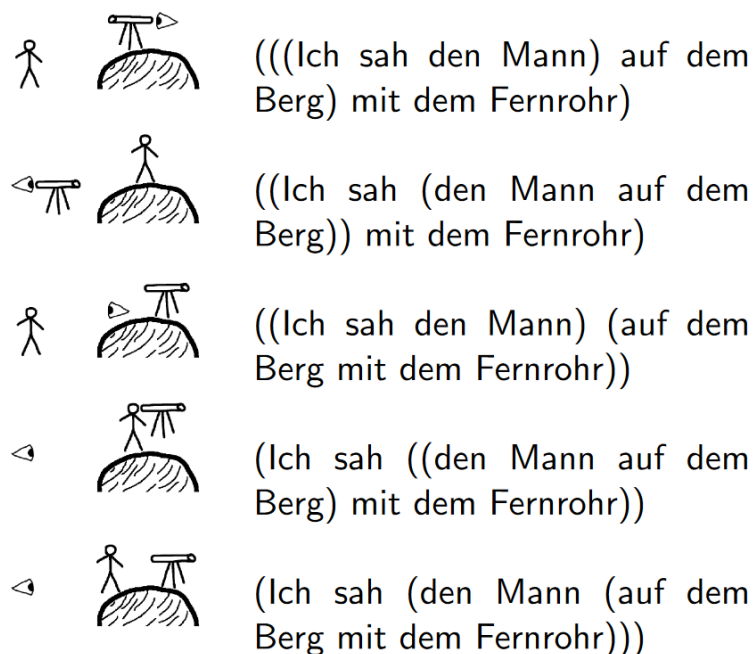 (((Ich sah den Mann) auf dem
Berg) mit dem Fernrohr)
((Ich sah (den Mann auf dem
Berg)) mit dem Fernrohr)
((Ich sah den Mann) (auf dem
Berg mit dem Fernrohr))
(Ich sah ((den Mann auf dem
Berg) mit dem Fernrohr))
(Ich sah (den Mann (auf dem
Berg mit dem Fernrohr)))